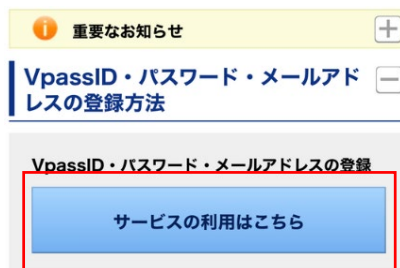 重要なお知らせ
VpassID・パスワード・メールアド
レスの登録方法
VpassID・パスワード・メールアドレスの登録
サービスの利用はこちら